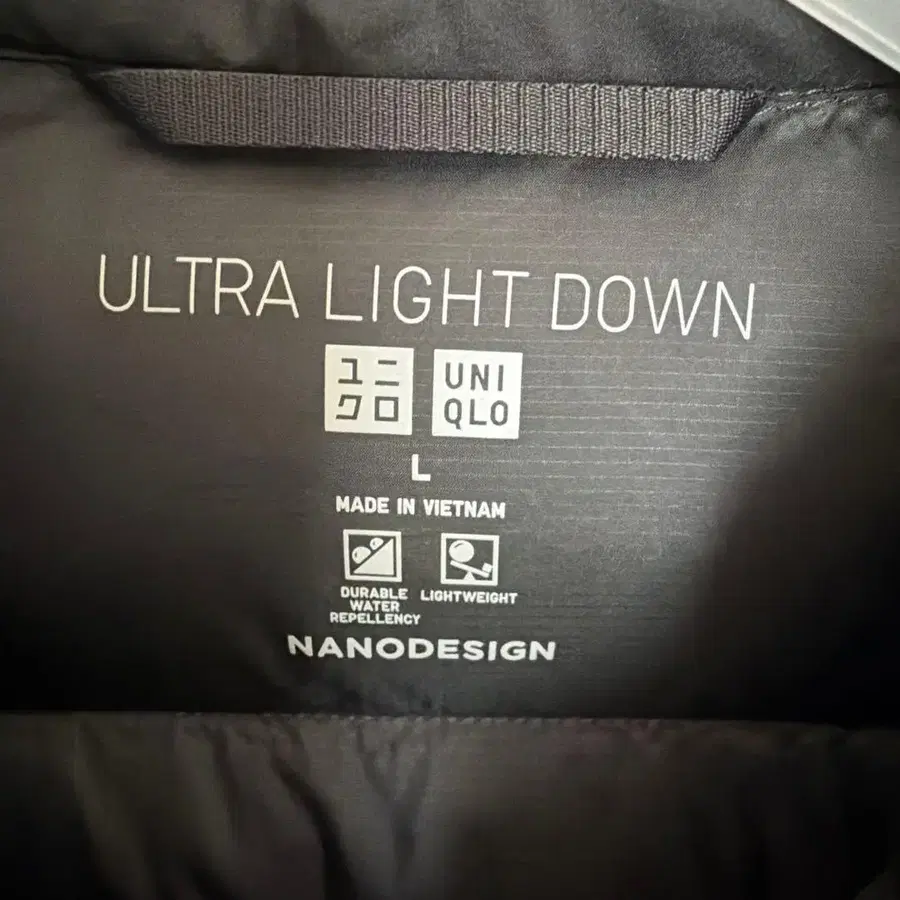 ULTRA LIGHT DOWN
ユニ
クロ
UNI
QLO
L
MADE IN VIETNAM
DURABLE
WATER
REPELLENCY
LIGHTWEIGHT
NANODESIGN